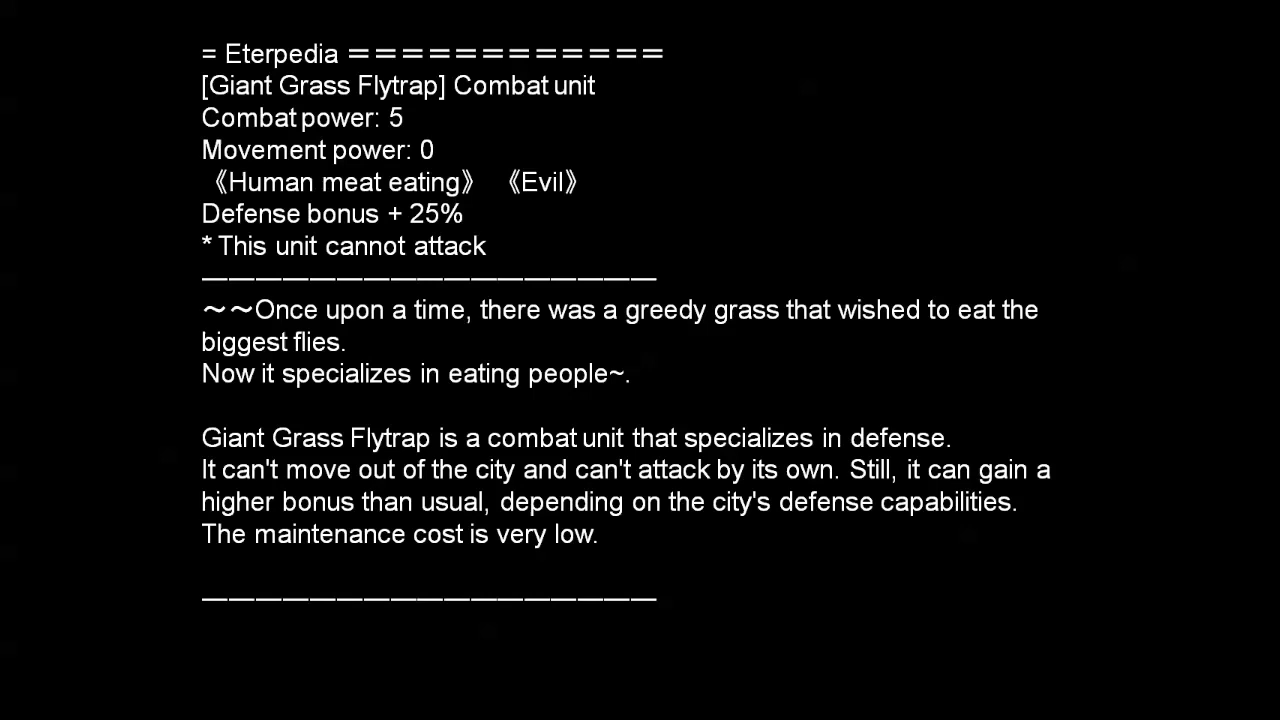 = Eterpedia ＝＝＝＝＝＝＝＝＝＝＝＝
[Giant Grass Flytrap] Combat unit
Combat power: 5
Movement power: 0
《Human meat eating》 《Evil》
Defense bonus + 25%
* This unit cannot attack
―――――――――――――――――
～～Once upon a time, there was a greedy grass that wished to eat the
biggest flies.
Now it specializes in eating people~.
Giant Grass Flytrap is a combat unit that specializes in defense.
It can't move out of the city and can't attack by its own. Still, it can gain a
higher bonus than usual, depending on the city's defense capabilities.
The maintenance cost is very low.
―――――――――――――――――